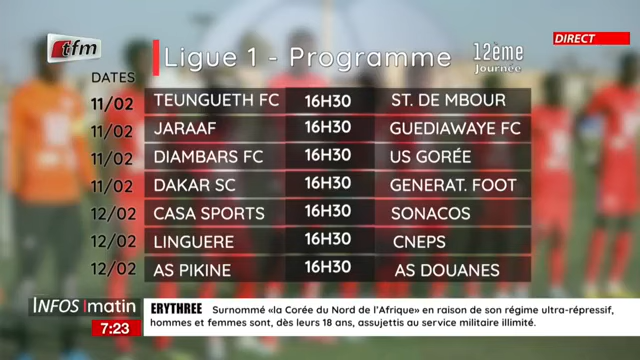 tfm
Ligue 1 - Programme 12ème Journée
DIRECT
DATES
11/02 TEUNGUETH FC 16H30 ST. DE MBOUR
11/02 JARAAF 16H30 GUEDIAWAYE FC
11/02 DIAMBARS FC 16H30 US GORÉE
11/02 DAKAR SC 16H30 GENERAT. FOOT
12/02 CASA SPORTS 16H30 SONACOS
12/02 LINGUERE 16H30 CNEPS
12/02 AS PIKINE 16H30 AS DOUANES
INFOS matin
7:23
ERYTHREE Surnommé «la Corée du Nord de l'Afrique» en raison de son régime ultra-répressif,
hommes et femmes sont, dès leurs 18 ans, assujettis au service militaire illimité.